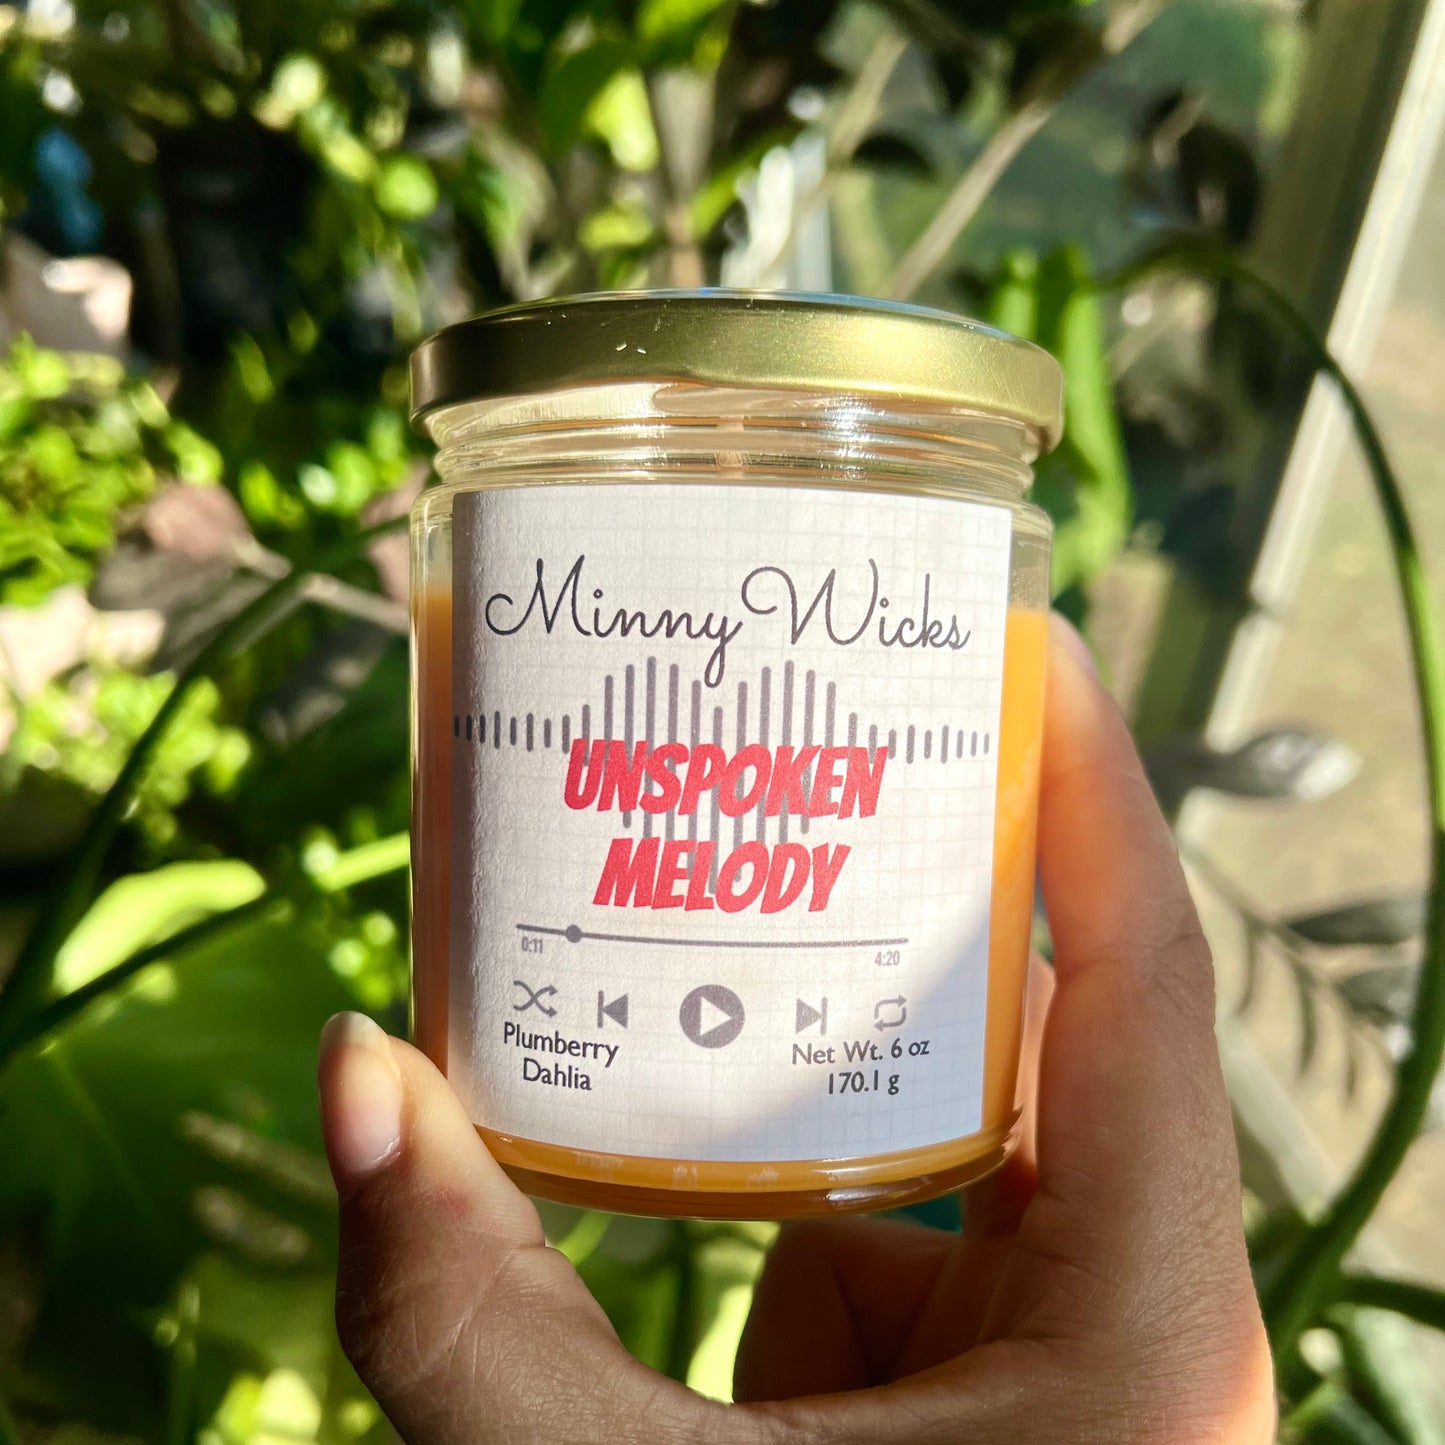 Minny Wicks
UNSPOKEN
MELODY
0:11
4:20
Plumberry
Dahlia
Net Wt. 6 oz
170.1 g